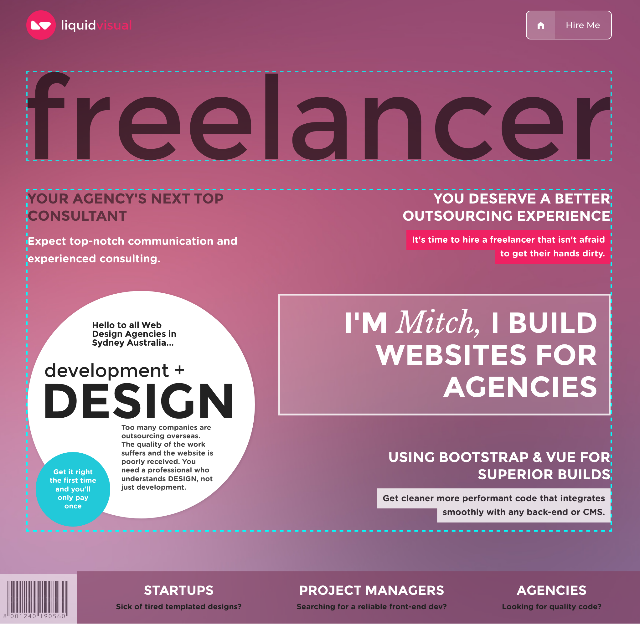 liquidvisual
Hire Me
freelancer
YOUR AGENCY'S NEXT TOP
CONSULTANT
Expect top-notch communication and
experienced consulting.
YOU DESERVE A BETTER
OUTSOURCING EXPERIENCE
It's time to hire a freelancer that isn't afraid
to get their hands dirty.
Hello to all Web
Design Agencies in
Sydney Australia...
development +
DESIGN
Too many companies are
outsourcing overseas.
The quality of the work
suffers and the website is
poorly received. You
need a professional who
understands DESIGN, not
just development.
Get it right
the first time
and you'll
only pay
once
I'M Mitch, I BUILD
WEBSITES FOR
AGENCIES
USING BOOTSTRAP & VUE FOR
SUPERIOR BUILDS
Get cleaner more performant code that integrates
smoothly with any back-end or CMS.
STARTUPS
Sick of tired templated designs?
PROJECT MANAGERS
Searching for a reliable front-end dev?
AGENCIES
Looking for quality code?